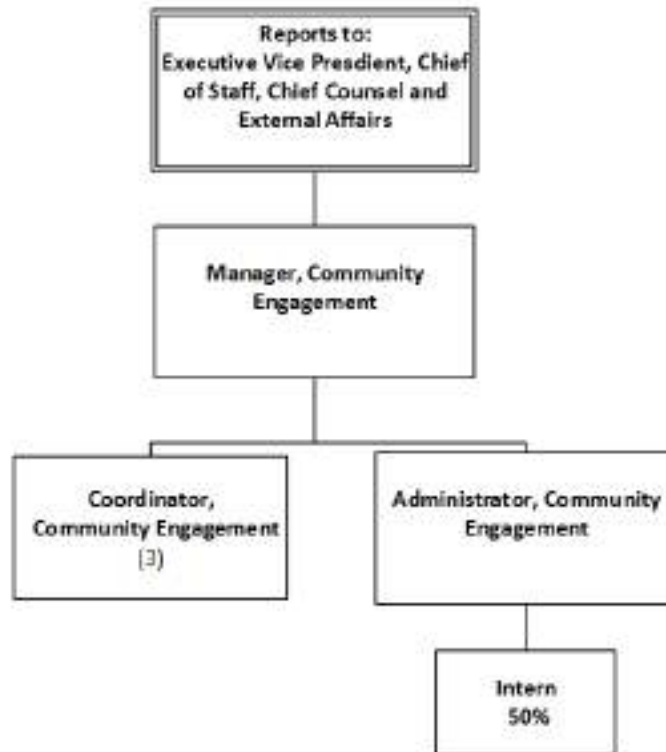 Reports to:
Executive Vice Presdient, Chief
of Staff, Chief Counsel and
External Affairs
Manager, Community
Engagement
Coordinator,
Community Engagement
(3)
Administrator, Community
Engagement
Intern
50%